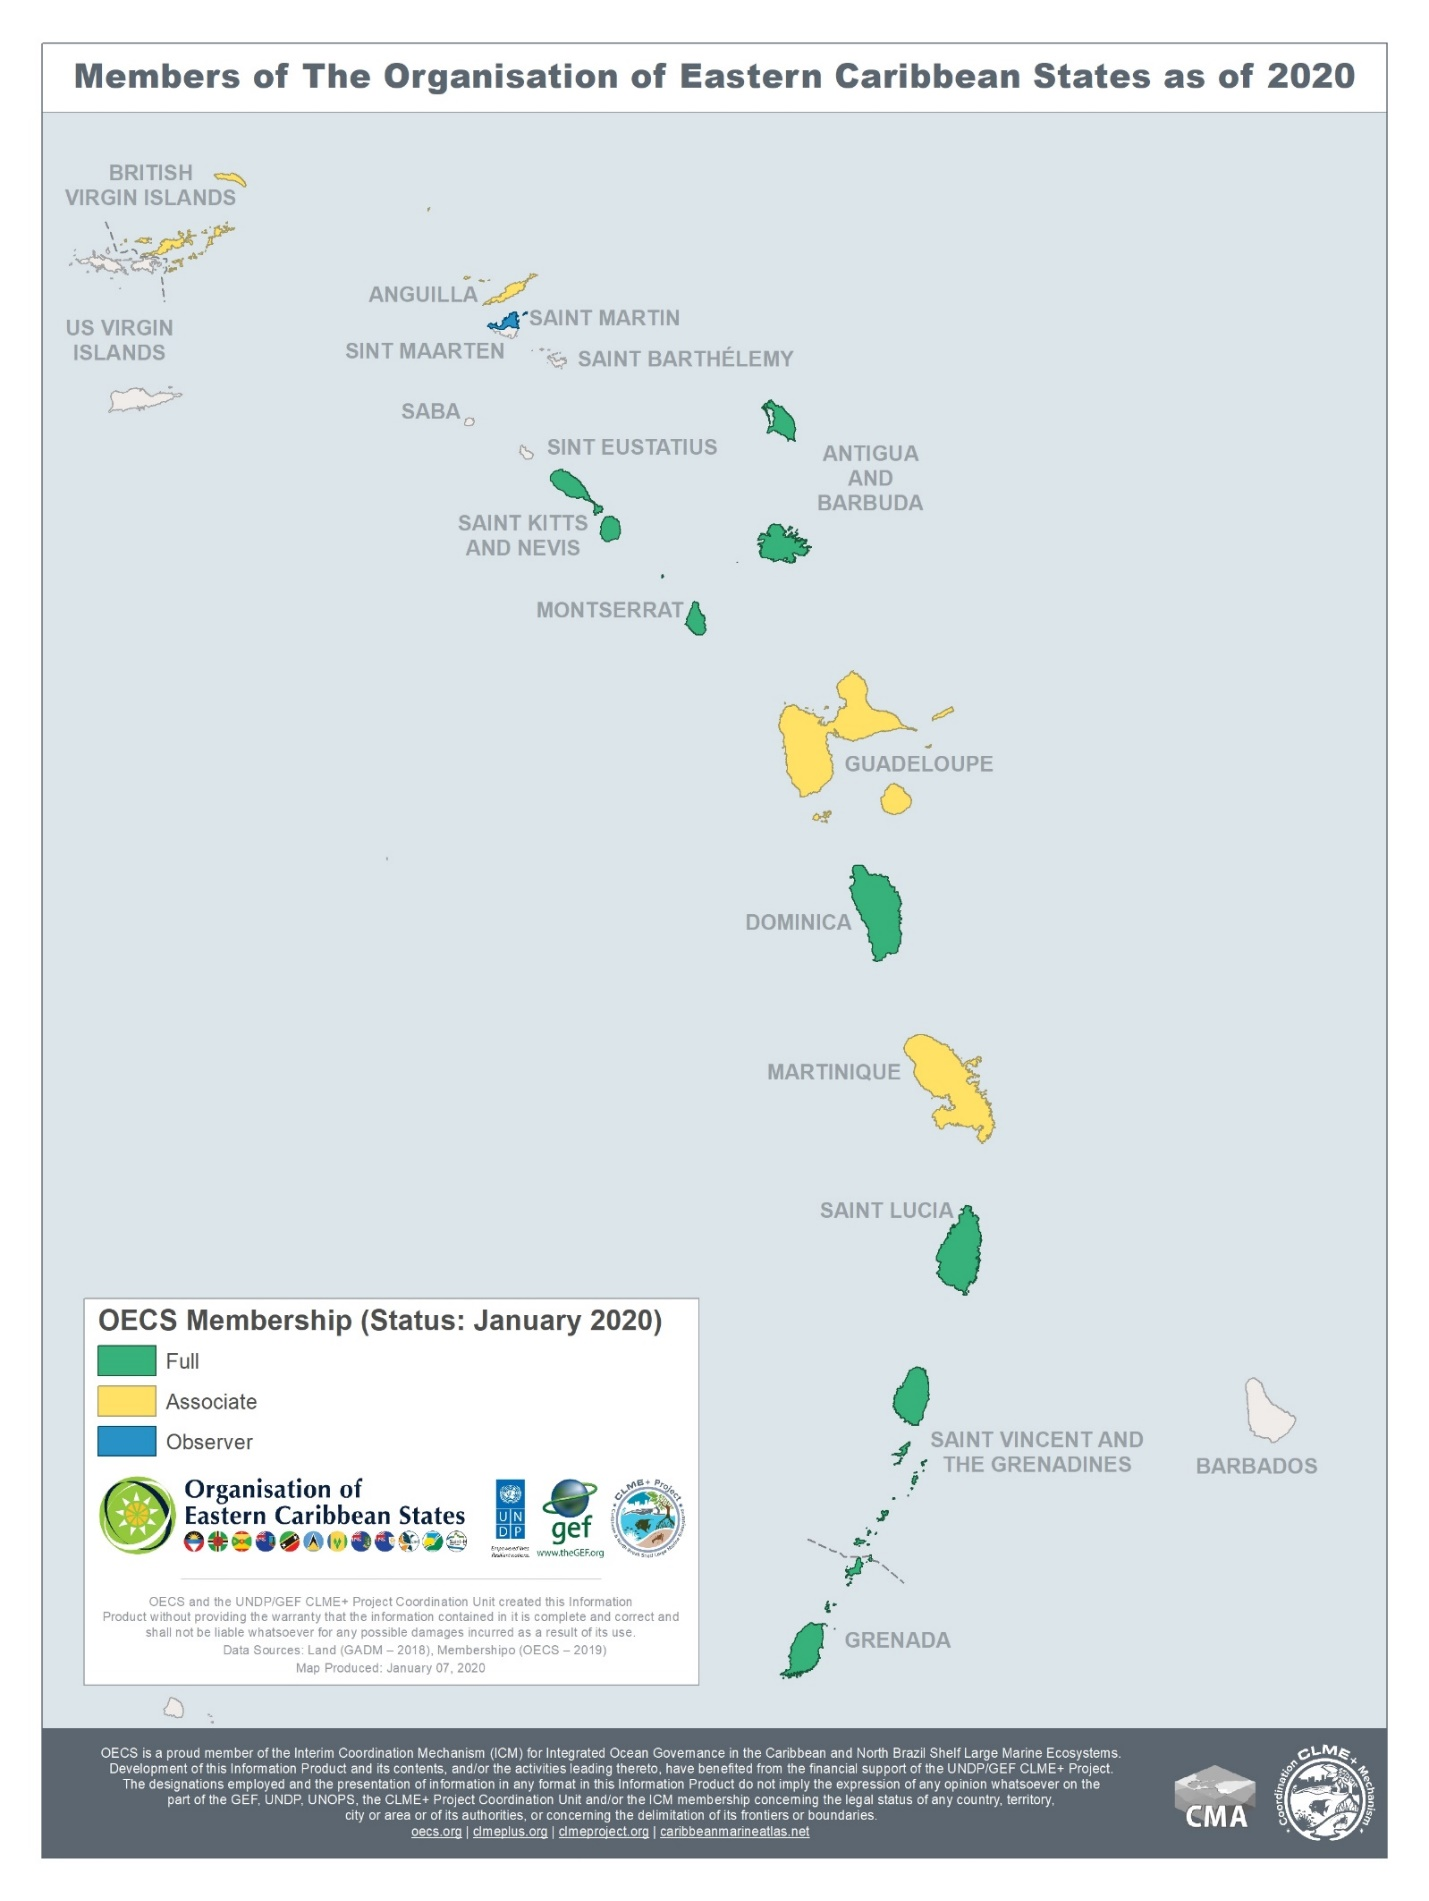 Members of The Organisation of Eastern Caribbean States as of 2020
BRITISH
VIRGIN ISLANDS
ANGUILLA
SAINT MARTIN
US VIRGIN
ISLANDS
SINT MAARTEN
SAINT BARTHÉLEMY
SABA
SINT EUSTATIUS
ANTIGUA
AND
BARBUDA
SAINT KITTS
AND NEVIS
MONTSERRAT
GUADELOUPE
DOMINICA
MARTINIQUE
SAINT LUCIA
SAINT VINCENT AND
THE GRENADINES
BARBADOS
GRENADA
OECS Membership (Status: January 2020)
Full
Associate
Observer
Organisation of
Eastern Caribbean States
U N
D P
gef
www.theGEF.org
CLME+ Project
OECS and the UNDP/GEF CLME+ Project Coordination Unit created this Information
Product without providing the warranty that the information contained in it is complete and correct and
shall not be liable whatsoever for any possible damages incurred as a result of its use.
Data Sources: Land (GADM – 2018), Membershipo (OECS – 2019)
Map Produced: January 07, 2020
OECS is a proud member of the Interim Coordination Mechanism (ICM) for Integrated Ocean Governance in the Caribbean and North Brazil Shelf Large Marine Ecosystems.
Development of this Information Product and its contents, and/or the activities leading thereto, have benefited from the financial support of the UNDP/GEF CLME+ Project.
The designations employed and the presentation of information in any format in this Information Product do not imply the expression of any opinion whatsoever on the
part of the GEF, UNDP, UNOPS, the CLME+ Project Coordination Unit and/or the ICM membership concerning the legal status of any country, territory,
city or area or of its authorities, or concerning the delimitation of its frontiers or boundaries.
oecs.org | clmeplus.org | clmeproject.org | caribbeanmarineatlas.net
CMA
CLME+
Coordination Mechanism